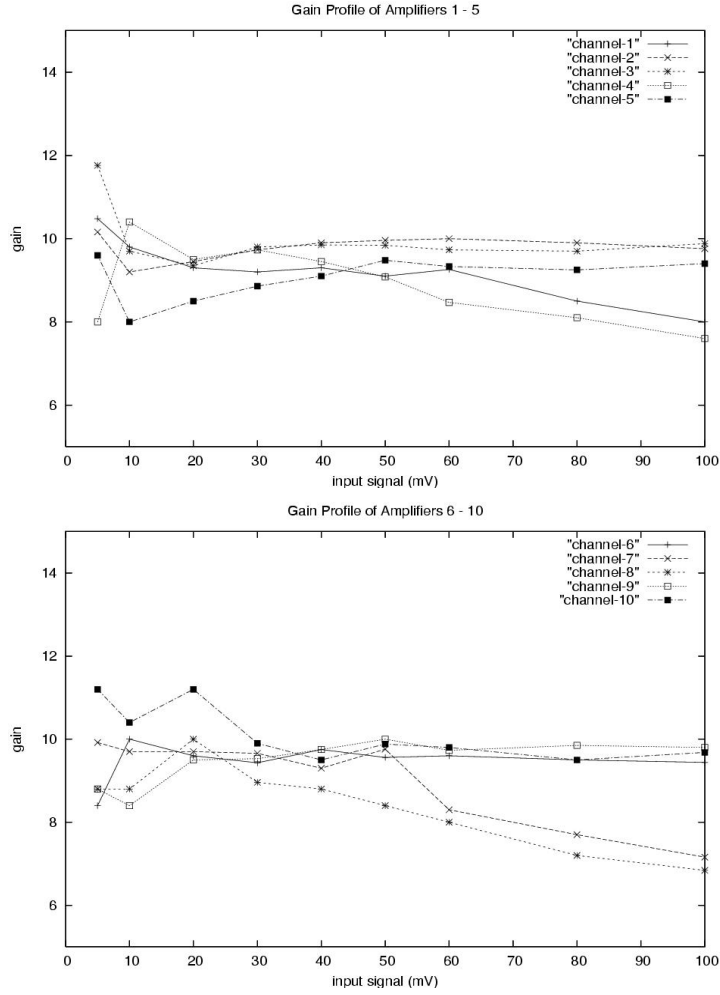 Gain Profile of Amplifiers 1 - 5
"channel-1"
"channel-2"
"channel-3"
"channel-4"
"channel-5"
14
12
10
8
6
gain
0 10 20 30 40 50 60 70 80 90 100
input signal (mV)
Gain Profile of Amplifiers 6 - 10
"channel-6"
"channel-7"
"channel-8"
"channel-9"
"channel-10"
14
12
10
8
6
gain
0 10 20 30 40 50 60 70 80 90 100
input signal (mV)